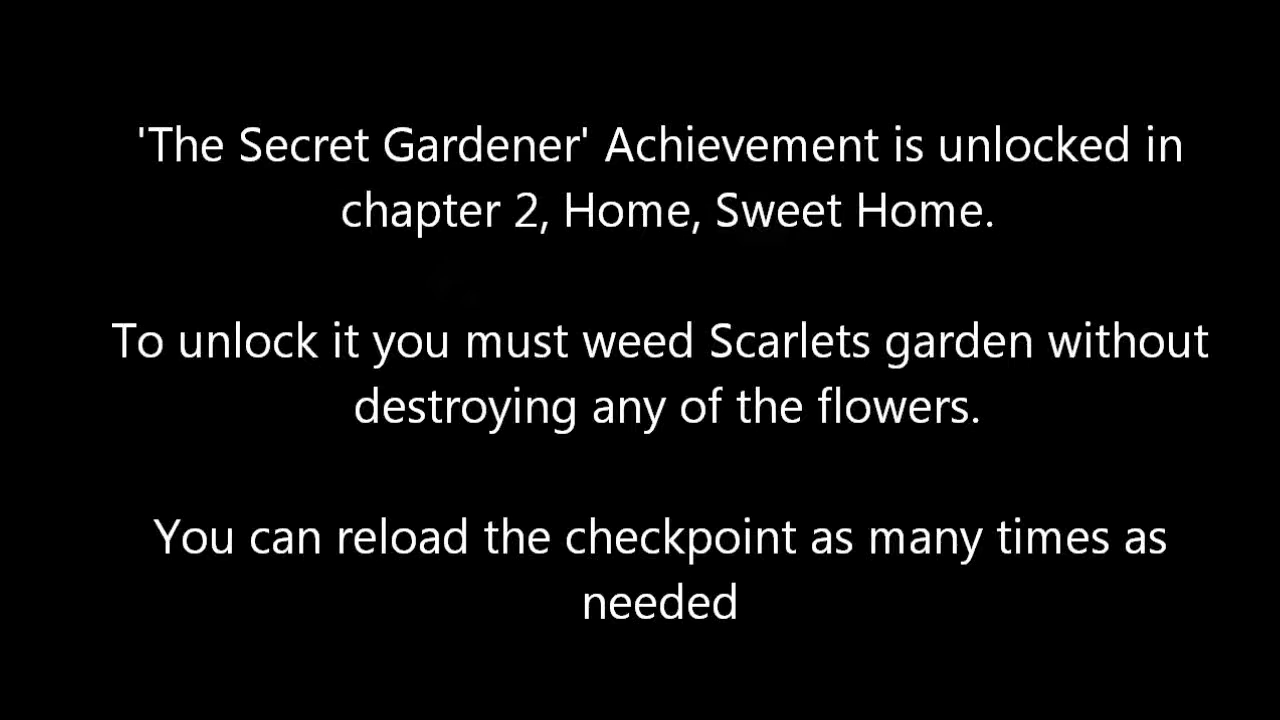 'The Secret Gardener' Achievement is unlocked in
chapter 2, Home, Sweet Home.
To unlock it you must weed Scarlets garden without
destroying any of the flowers.
You can reload the checkpoint as many times as
needed